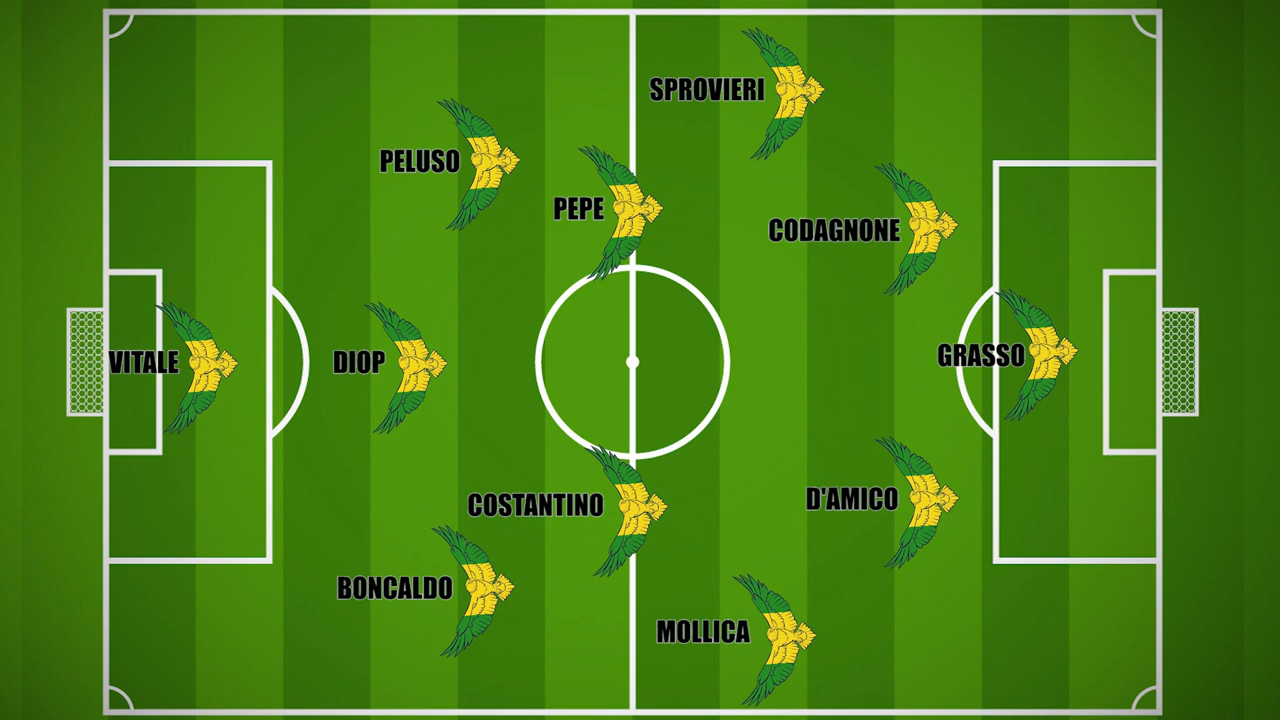 SPROVIERI
PELUSO
PEPE
CODAGNONE
VITALE
DIOP
GRASSO
COSTANTINO
D'AMICO
BONCALDO
MOLLICA